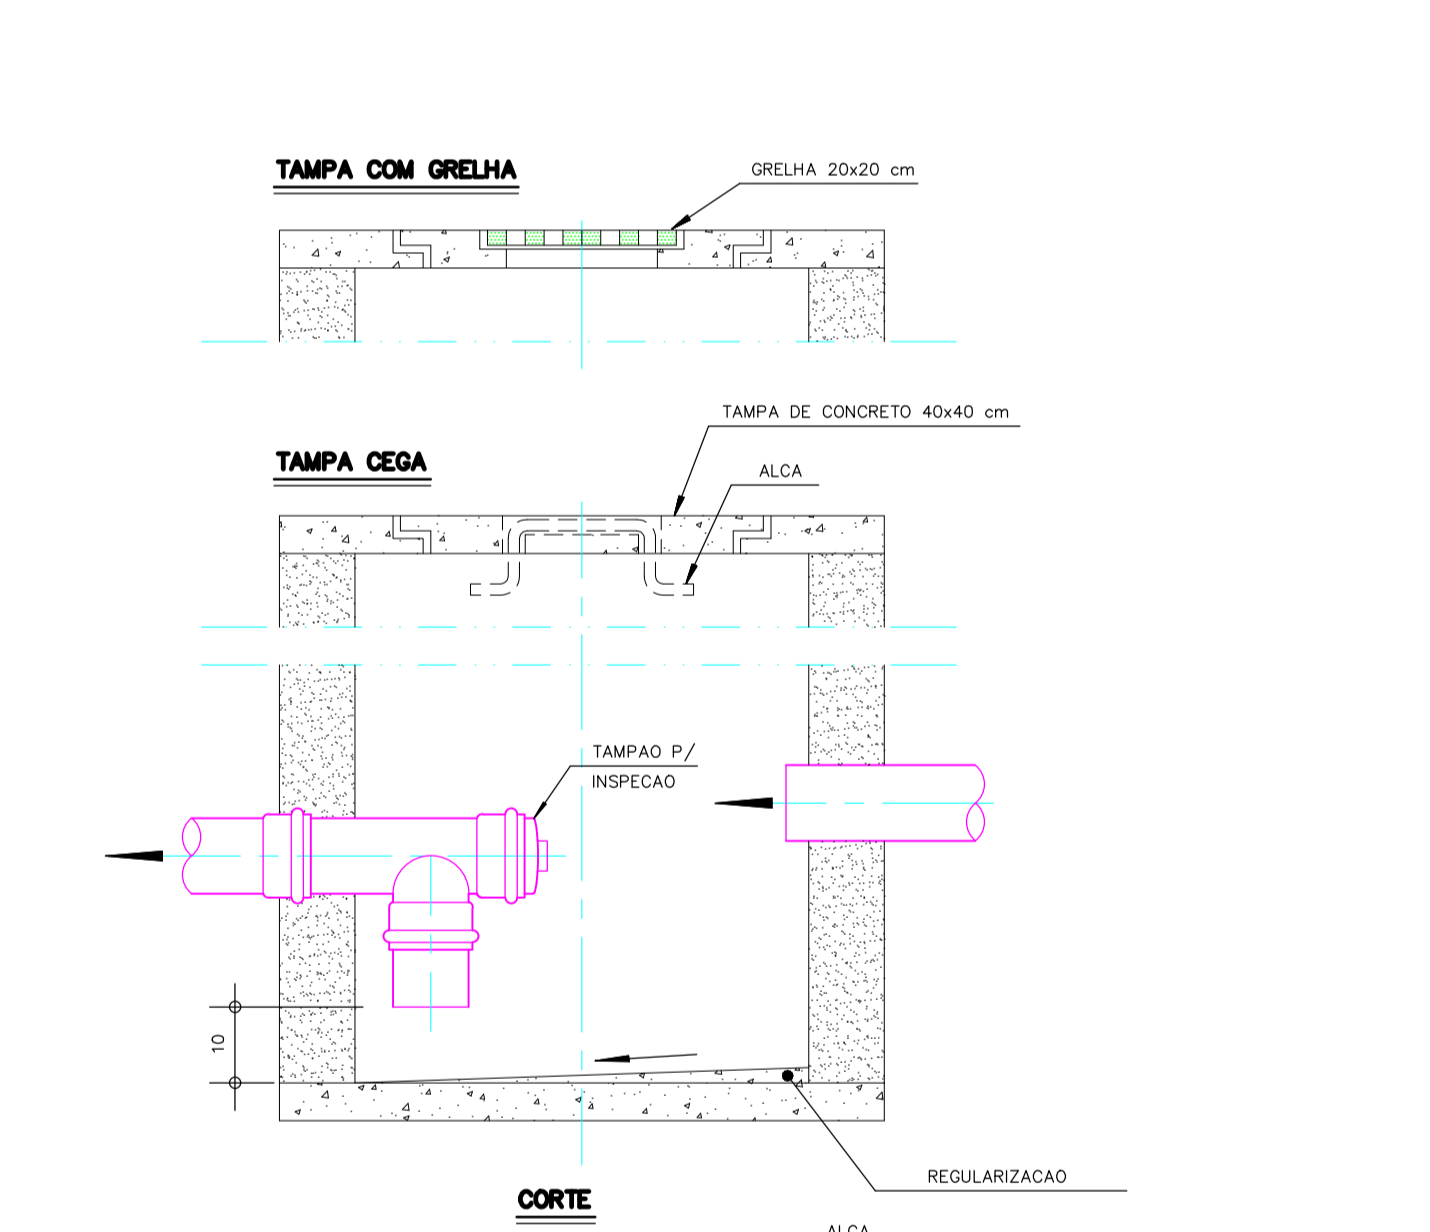 TAMPA COM GRELHA
GRELHA 20x20 cm
TAMPA DE CONCRETO 40x40 cm
TAMPA CEGA
ALCA
TAMPAO P/
INSPECAO
10
REGULARIZACAO
CORTE
ALCA